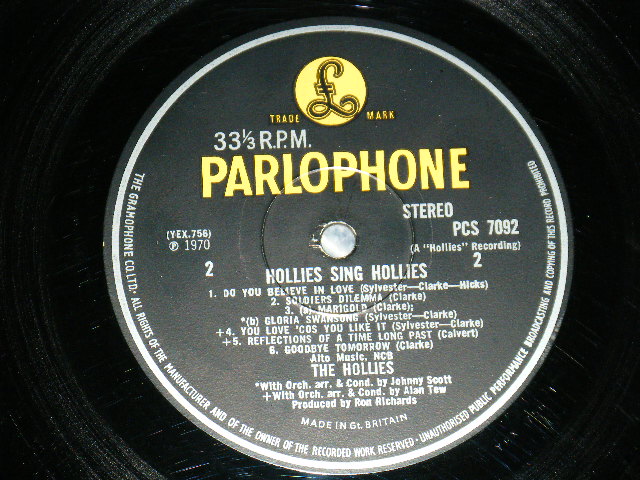 £
TRADE MARK
33⅓ R.P.M.
PARLOPHONE
STEREO
PCS 7092
(YEX.756)
℗ 1970
(A "Hollies" Recording)
2
2
HOLLIES SING HOLLIES
1. DO YOU BELIEVE IN LOVE (Sylvester—Clarke—Hicks)
2. SOLDIERS DILEMMA (Clarke)
3. (a) MARIGOLD (Clarke);
*(b) GLORIA SWANSONG (Sylvester—Clarke)
+4. YOU LOVE 'COS YOU LIKE IT (Sylvester—Clarke)
+5. REFLECTIONS OF A TIME LONG PAST (Calvert)
6. GOODBYE TOMORROW (Clarke)
Alto Music, NCB
THE HOLLIES
*With Orch. arr. & Cond. by Johnny Scott
+With Orch. arr. & Cond. by Alan Tew
Produced by Ron Richards
MADE IN Gt. BRITAIN
THE GRAMOPHONE CO. LTD. ALL RIGHTS OF THE MANUFACTURER AND OF THE OWNER OF THE RECORDED WORK RESERVED · UNAUTHORISED PUBLIC PERFORMANCE BROADCASTING AND COPYING OF THIS RECORD PROHIBITED